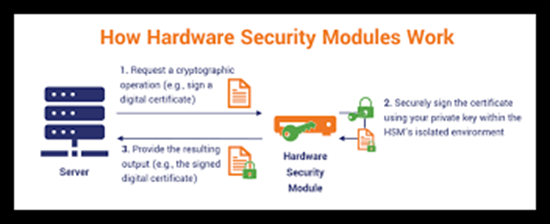 How Hardware Security Modules Work
1. Request a cryptographic
operation (e.g., sign a
digital certificate)
2. Securely sign the certificate
using your private key within the
HSM's isolated environment
3. Provide the resulting
output (e.g., the signed
digital certificate)
Server
Hardware
Security
Module